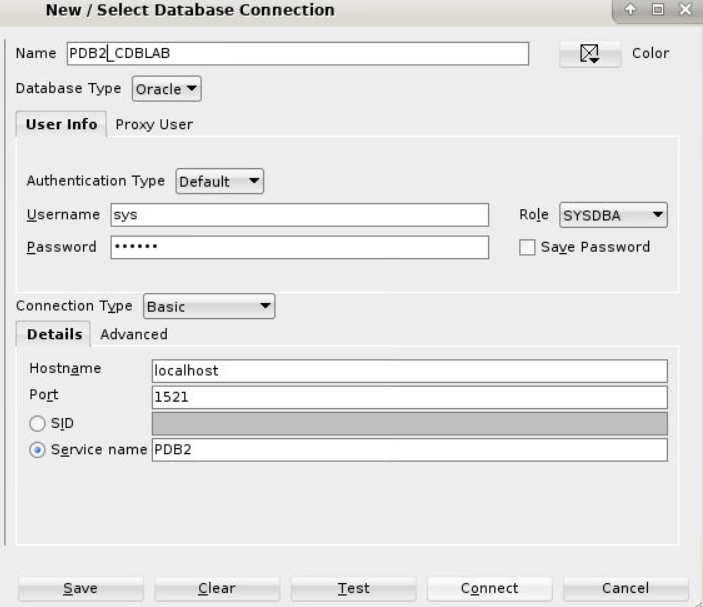 New / Select Database Connection
Name PDB2_CDBLAB Color
Database Type Oracle
User Info Proxy User
Authentication Type Default
Username sys Role SYSDBA
Password •••••• Save Password
Connection Type Basic
Details Advanced
Hostname localhost
Port 1521
SID
Service name PDB2
Save Clear Test Connect Cancel